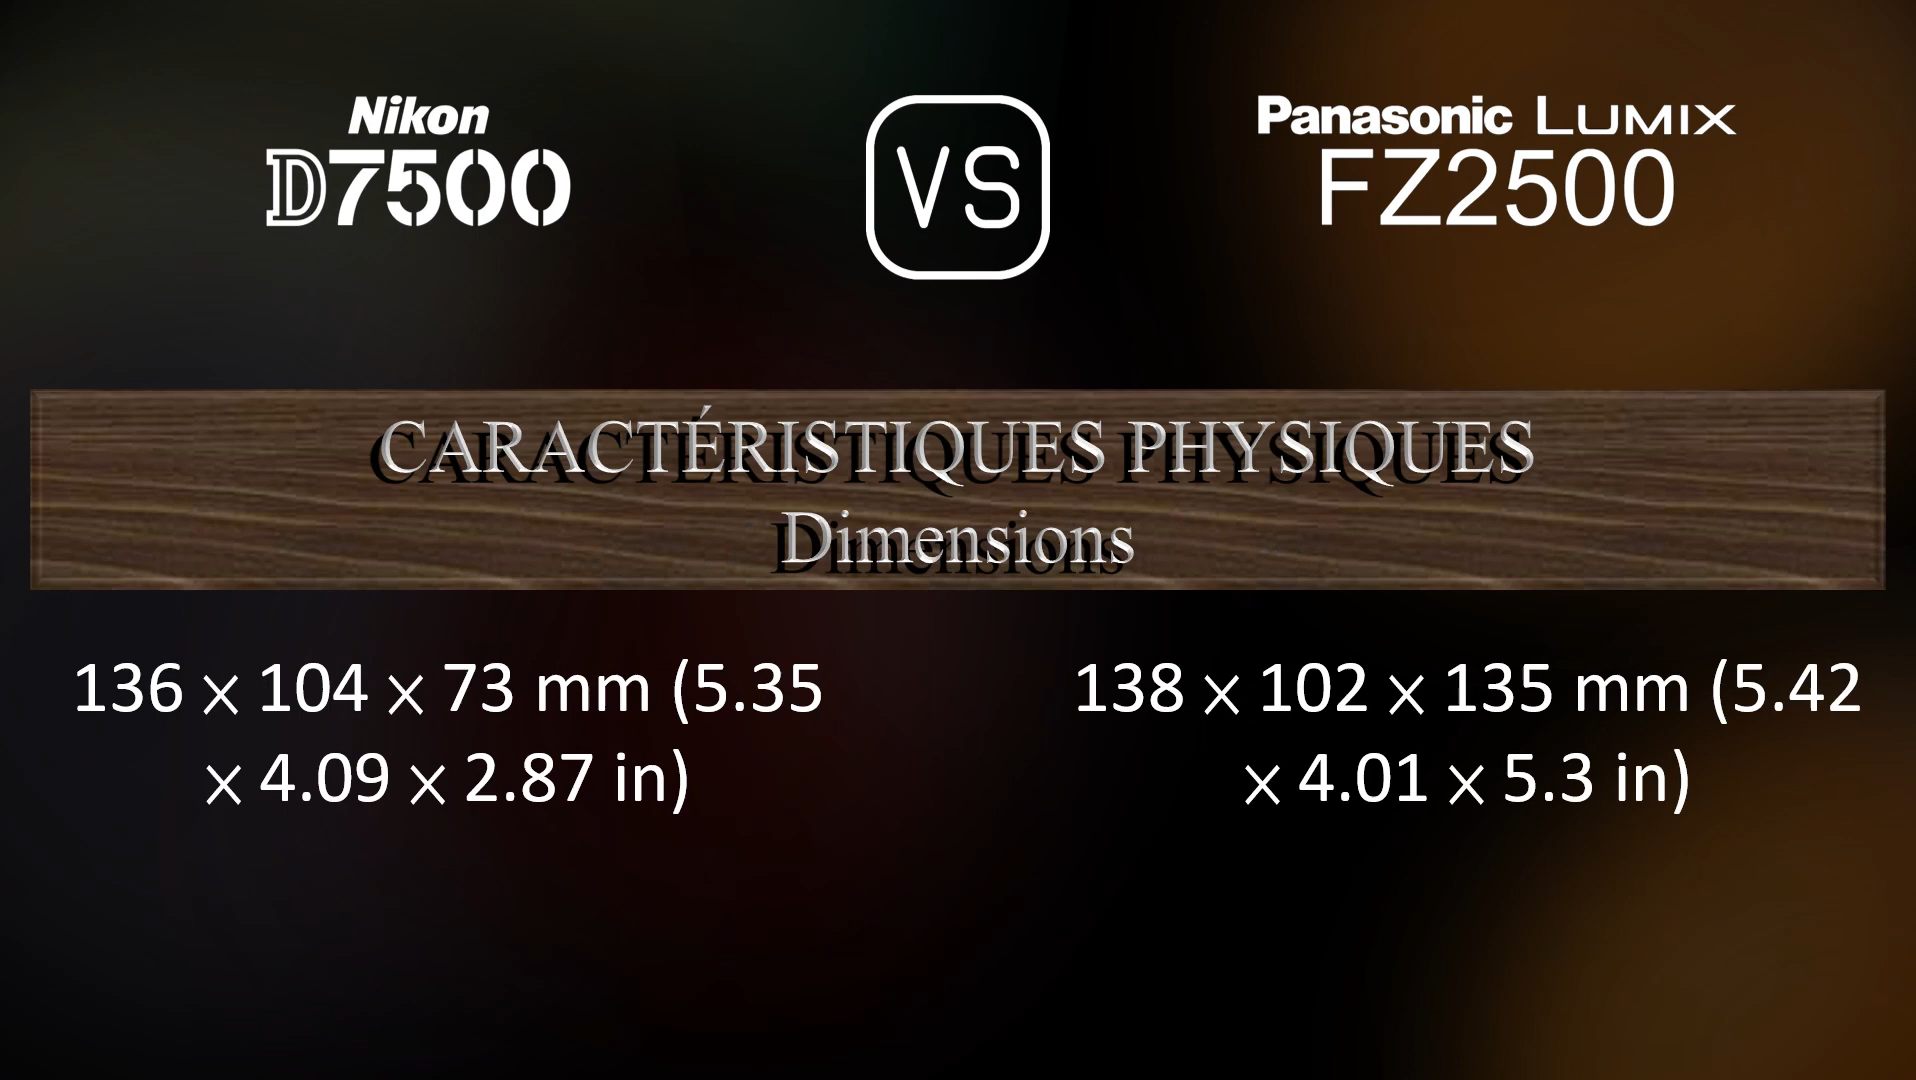 Nikon
D7500
VS
Panasonic LUMIX
FZ2500
CARACTÉRISTIQUES PHYSIQUES
Dimensions
136 x 104 x 73 mm (5.35
x 4.09 x 2.87 in)
138 x 102 x 135 mm (5.42
x 4.01 x 5.3 in)